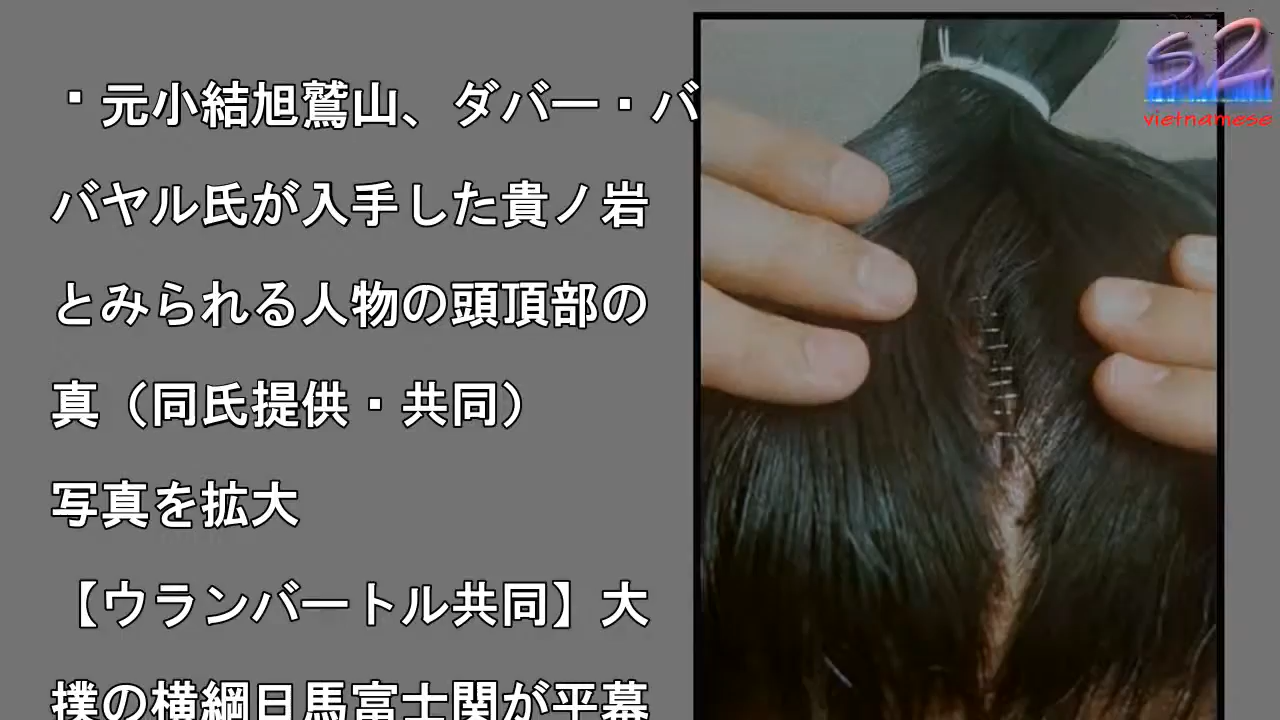 ・元小結旭鷲山、ダバー・バ
バヤル氏が入手した貴ノ岩
とみられる人物の頭頂部の
真（同氏提供・共同）
写真を拡大
【ウランバートル共同】大
撲の横綱日馬富士関が平幕
s2
vietnamese